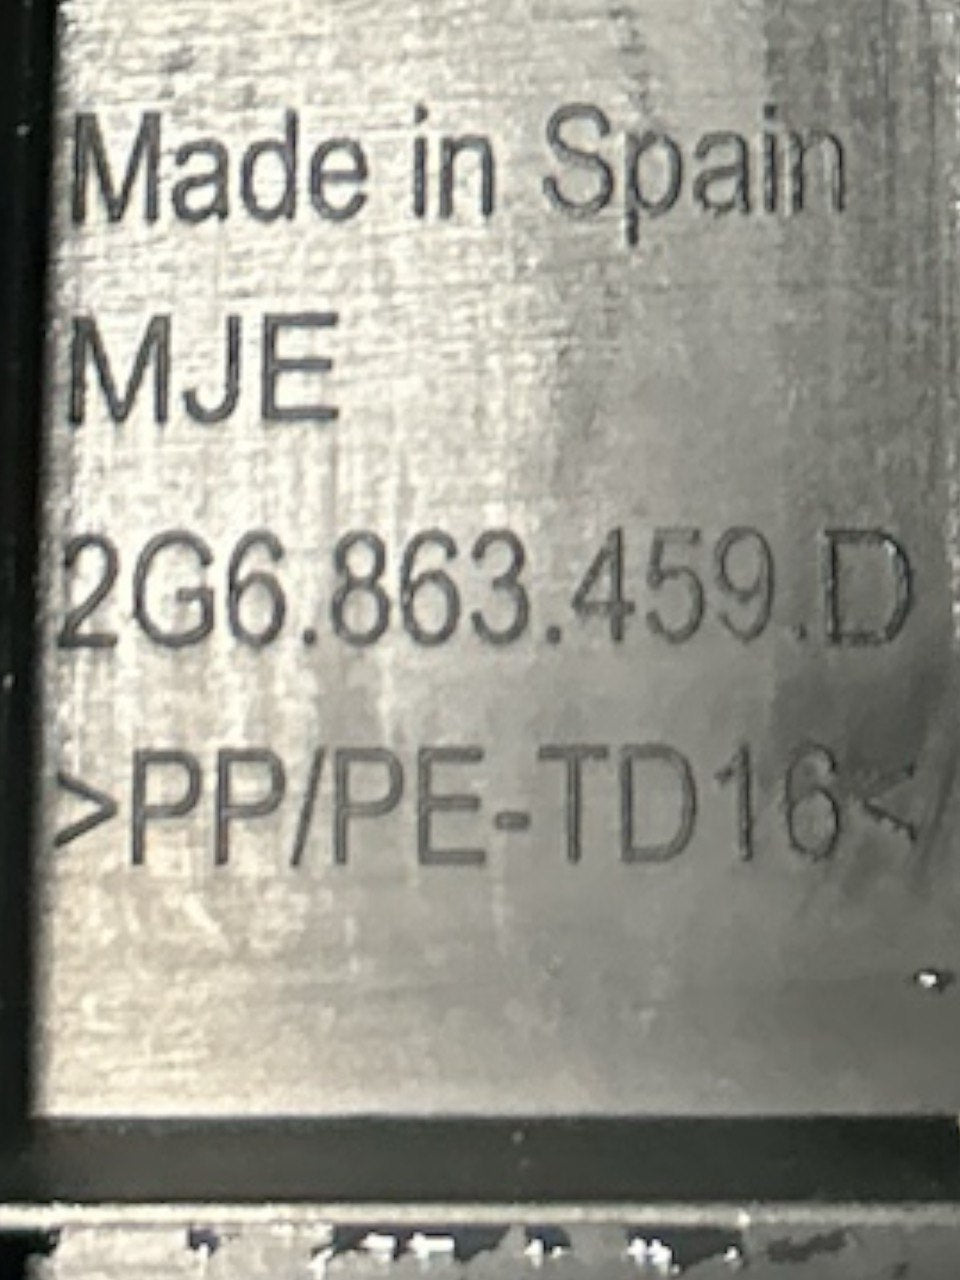 Made in Spain
MJE
2G6.863.459.D
>PP/PE-TD16<